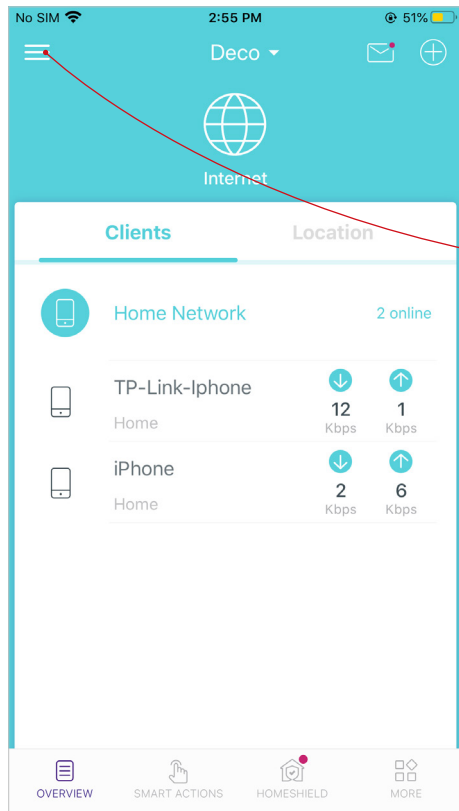 No SIM 2:55 PM 51%
Deco
Internet
Clients Location
Home Network 2 online
TP-Link-Iphone
12 1
Home Kbps Kbps
iPhone
2 6
Home Kbps Kbps
OVERVIEW SMART ACTIONS HOMESHIELD MORE